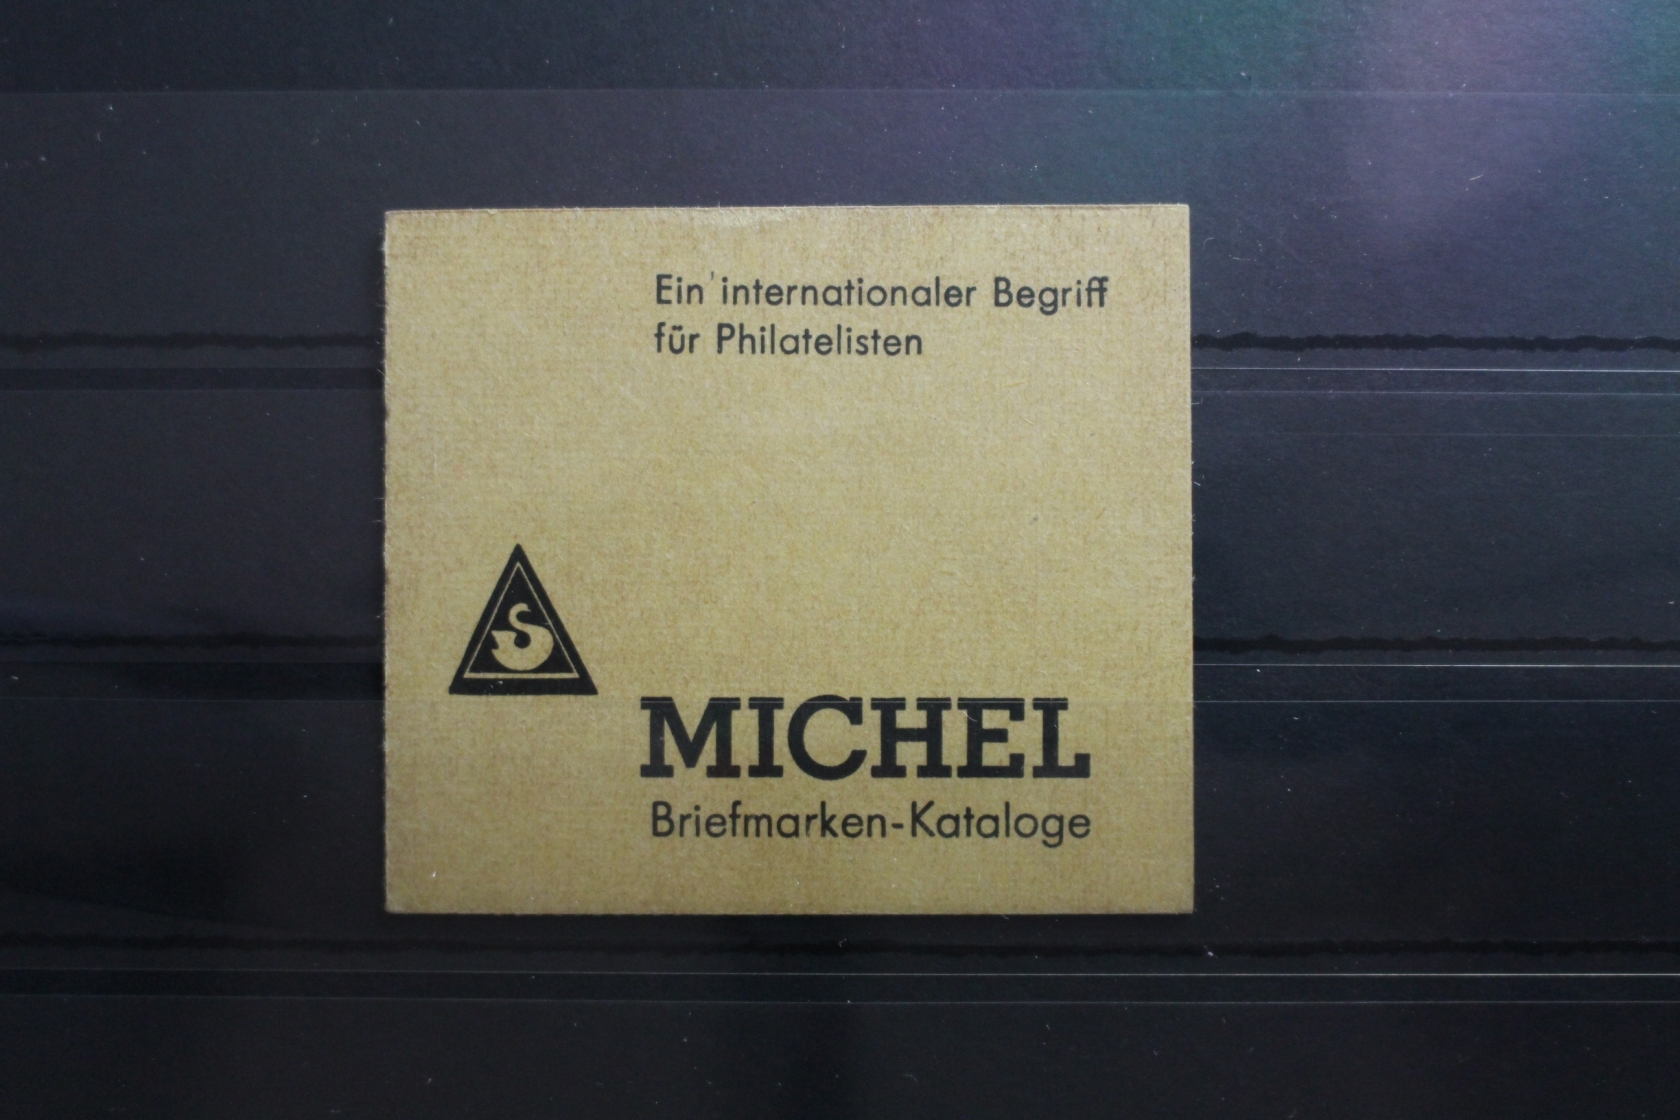 Ein internationaler Begriff
für Philatelisten
S
MICHEL
Briefmarken-Kataloge